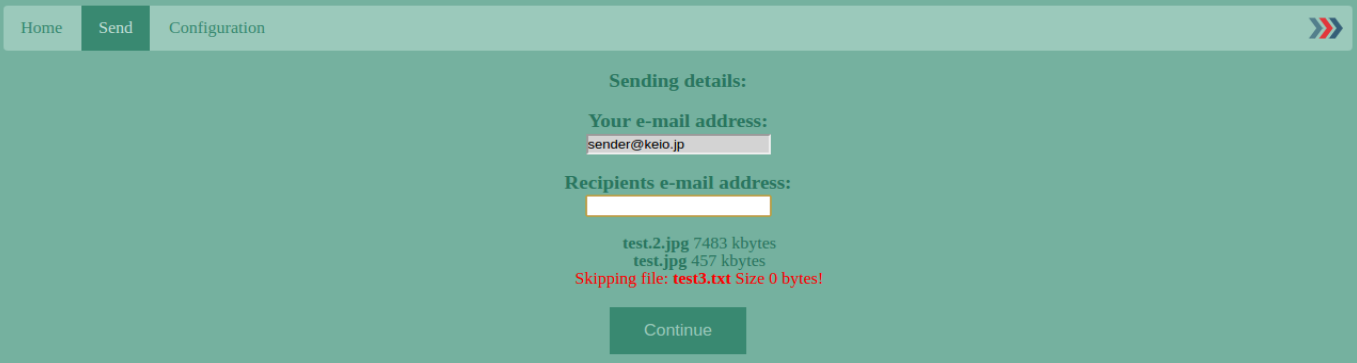 Home Send Configuration
Sending details:
Your e-mail address:
sender@keio.jp
Recipients e-mail address:
test.2.jpg 7483 kbytes
test.jpg 457 kbytes
Skipping file: test3.txt Size 0 bytes!
Continue